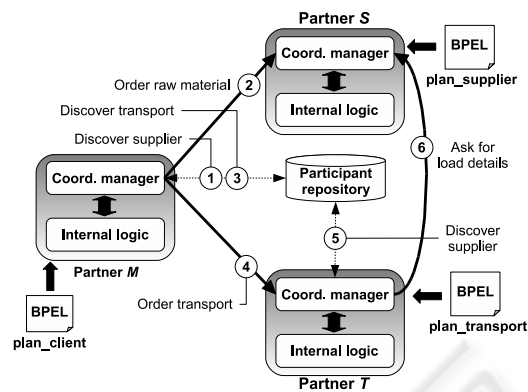 Partner S
Coord. manager
Internal logic
BPEL
plan_supplier
Order raw material
2
Discover transport
Discover supplier
6
Ask for
load details
Coord. manager
1
3
Participant
repository
Internal logic
Partner M
5
Discover
supplier
4
Order transport
BPEL
plan_client
Coord. manager
Internal logic
BPEL
plan_transport
Partner T